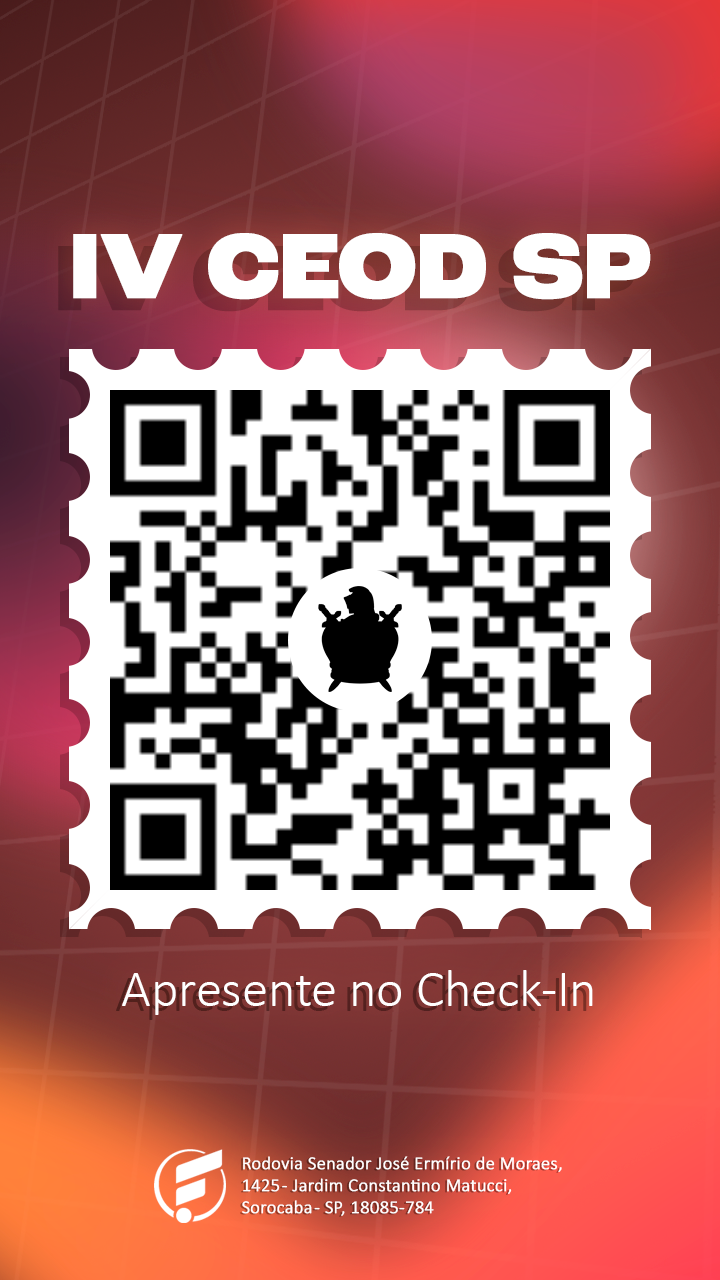 IV CEOD SP
Apresente no Check-In
Rodovia Senador José Ermírio de Moraes,
1425- Jardim Constantino Matucci,
Sorocaba- SP, 18085-784